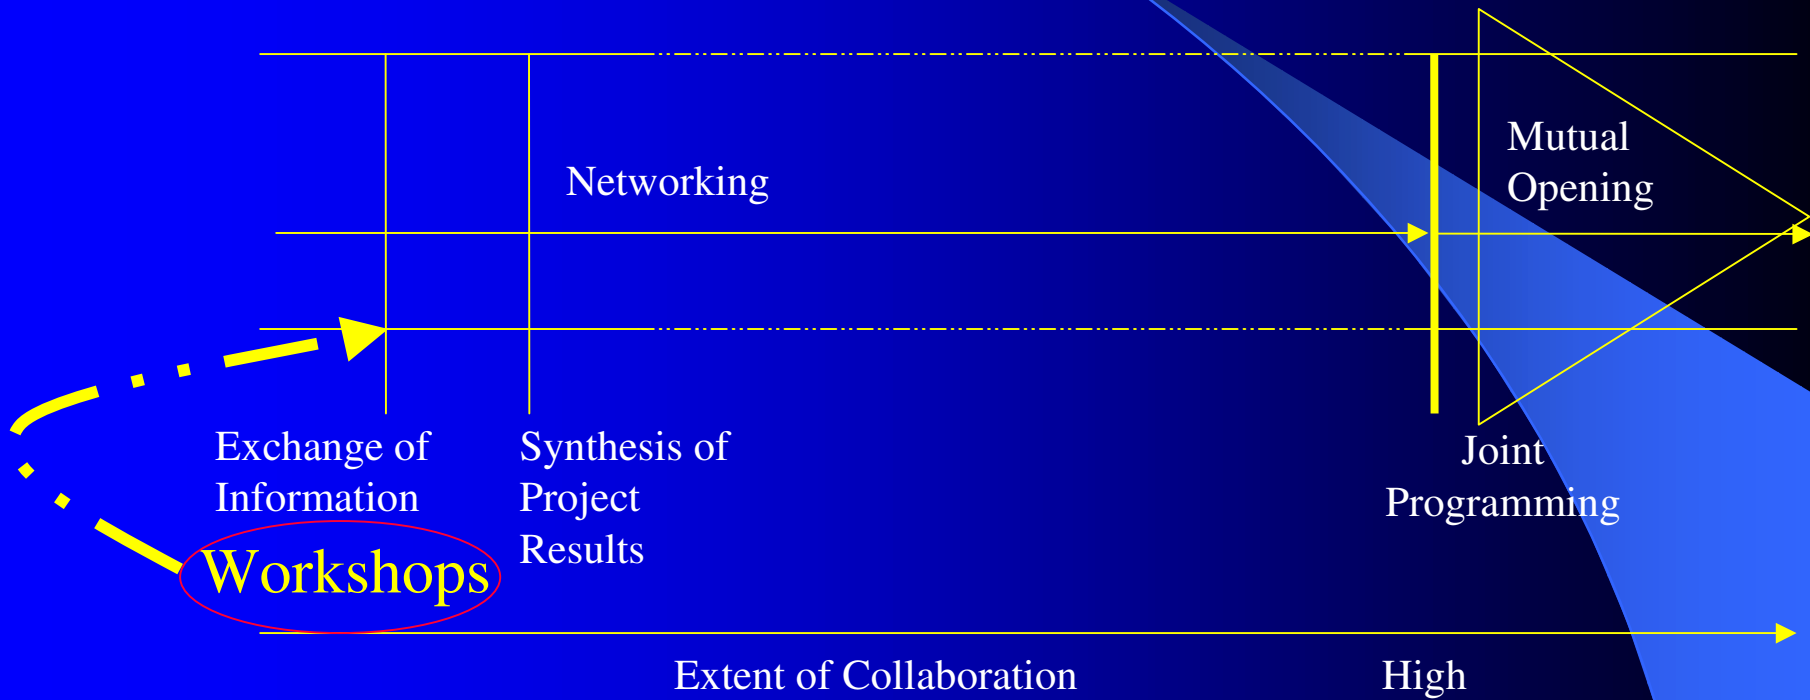 Networking
Mutual
Opening
Exchange of
Information
Synthesis of
Project
Results
Joint
Programming
Workshops
Extent of Collaboration
High